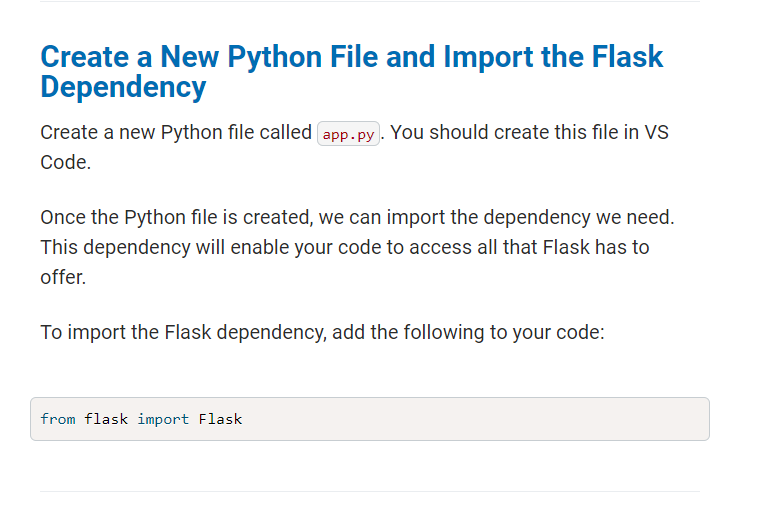 Create a New Python File and Import the Flask
Dependency
Create a new Python file called app.py. You should create this file in VS
Code.
Once the Python file is created, we can import the dependency we need.
This dependency will enable your code to access all that Flask has to
offer.
To import the Flask dependency, add the following to your code:
from flask import Flask